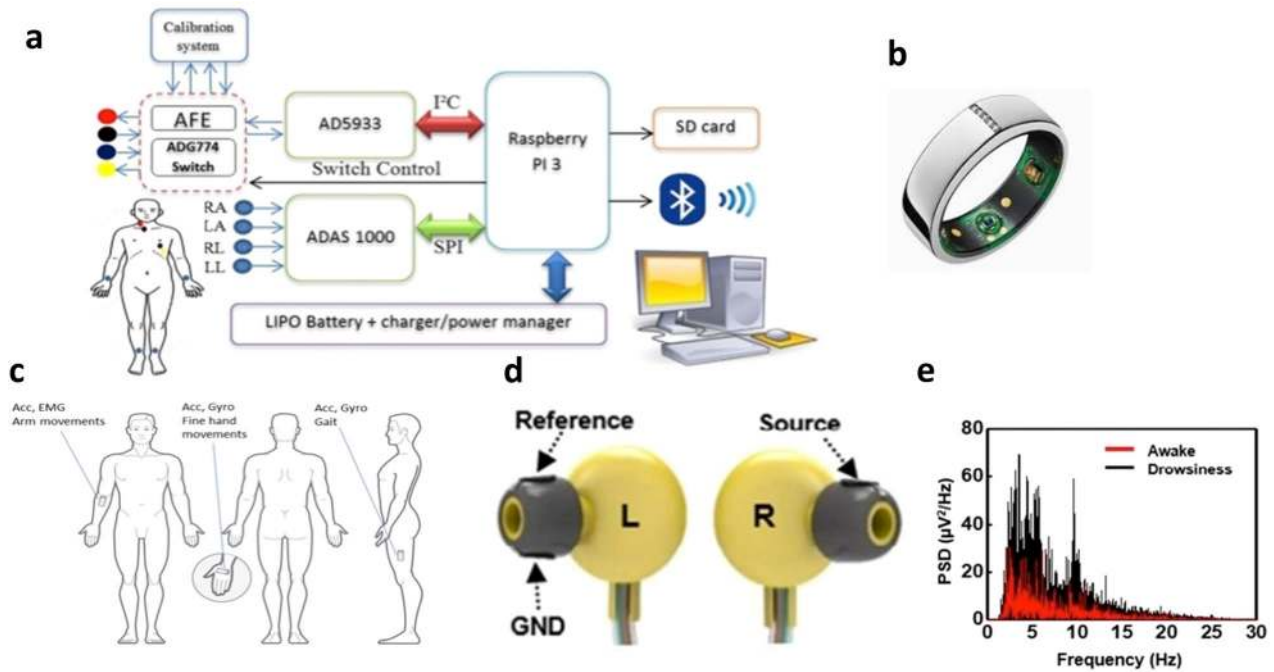 a
Calibration
system
AFE
ADG774
Switch
AD5933
I²C
Raspberry
PI 3
SD card
Switch Control
RA
LA
RL
LL
ADAS 1000
SPI
LIPO Battery + charger/power manager
b
c
Acc, EMG
Arm movements
Acc, Gyro
Fine hand
movements
Acc, Gyro
Gait
d
Reference
Source
L
R
GND
e
80
60
40
20
0
PSD (µV²/Hz)
Awake
Drowsiness
0 5 10 15 20 25 30
Frequency (Hz)